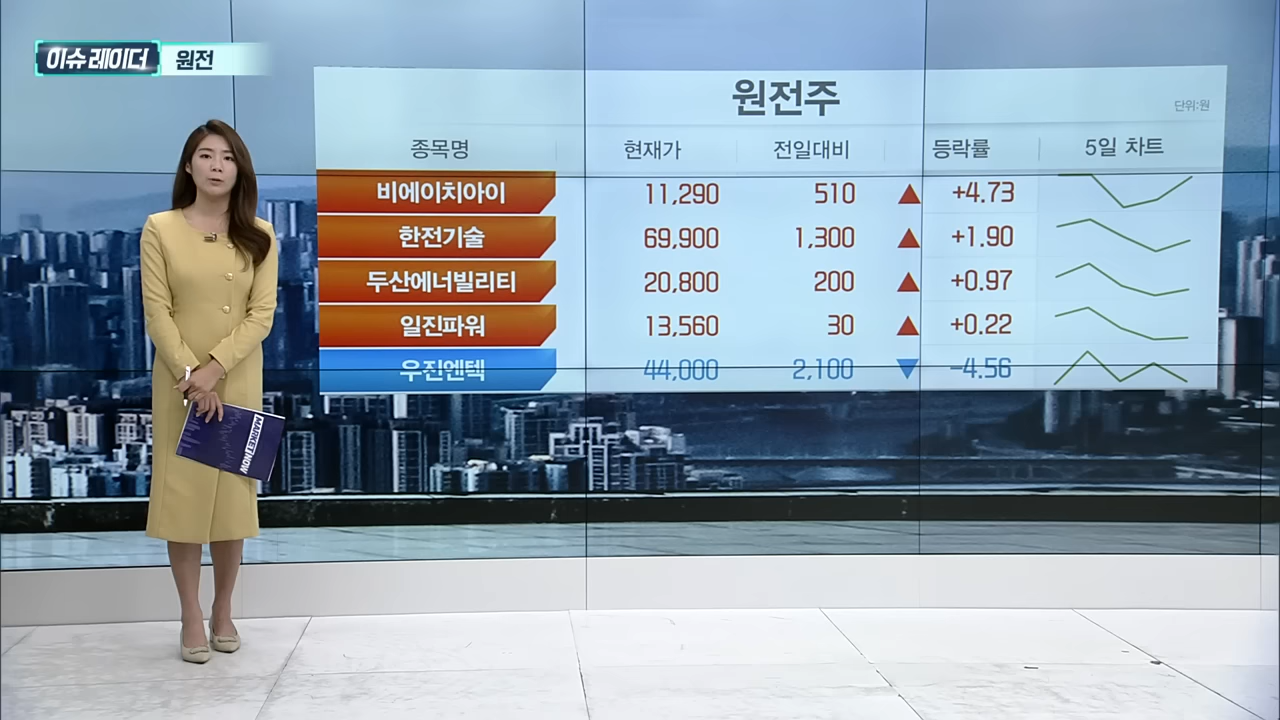 이슈 레이더 원전
원전주
단위:원
종목명 현재가 전일대비 등락률 5일 차트
비에이치아이 11,290 510 ▲ +4.73
한전기술 69,900 1,300 ▲ +1.90
두산에너빌리티 20,800 200 ▲ +0.97
일진파워 13,560 30 ▲ +0.22
우진엔텍 44,000 2,100 ▼ -4.56
MARKET NOW